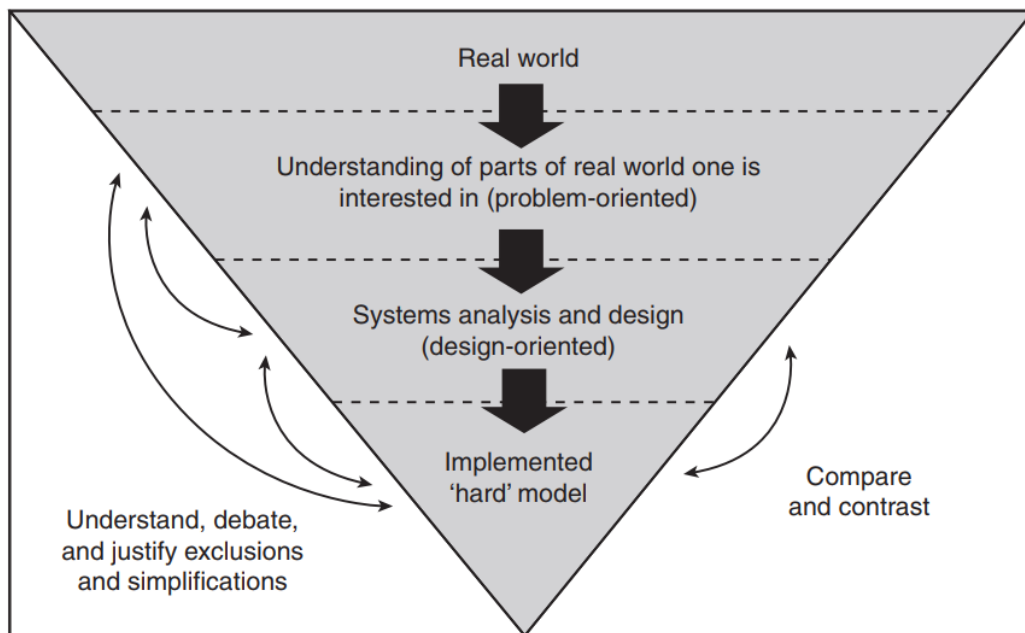 Real world
Understanding of parts of real world one is
interested in (problem-oriented)
Systems analysis and design
(design-oriented)
Implemented
‘hard’ model
Understand, debate,
and justify exclusions
and simplifications
Compare
and contrast